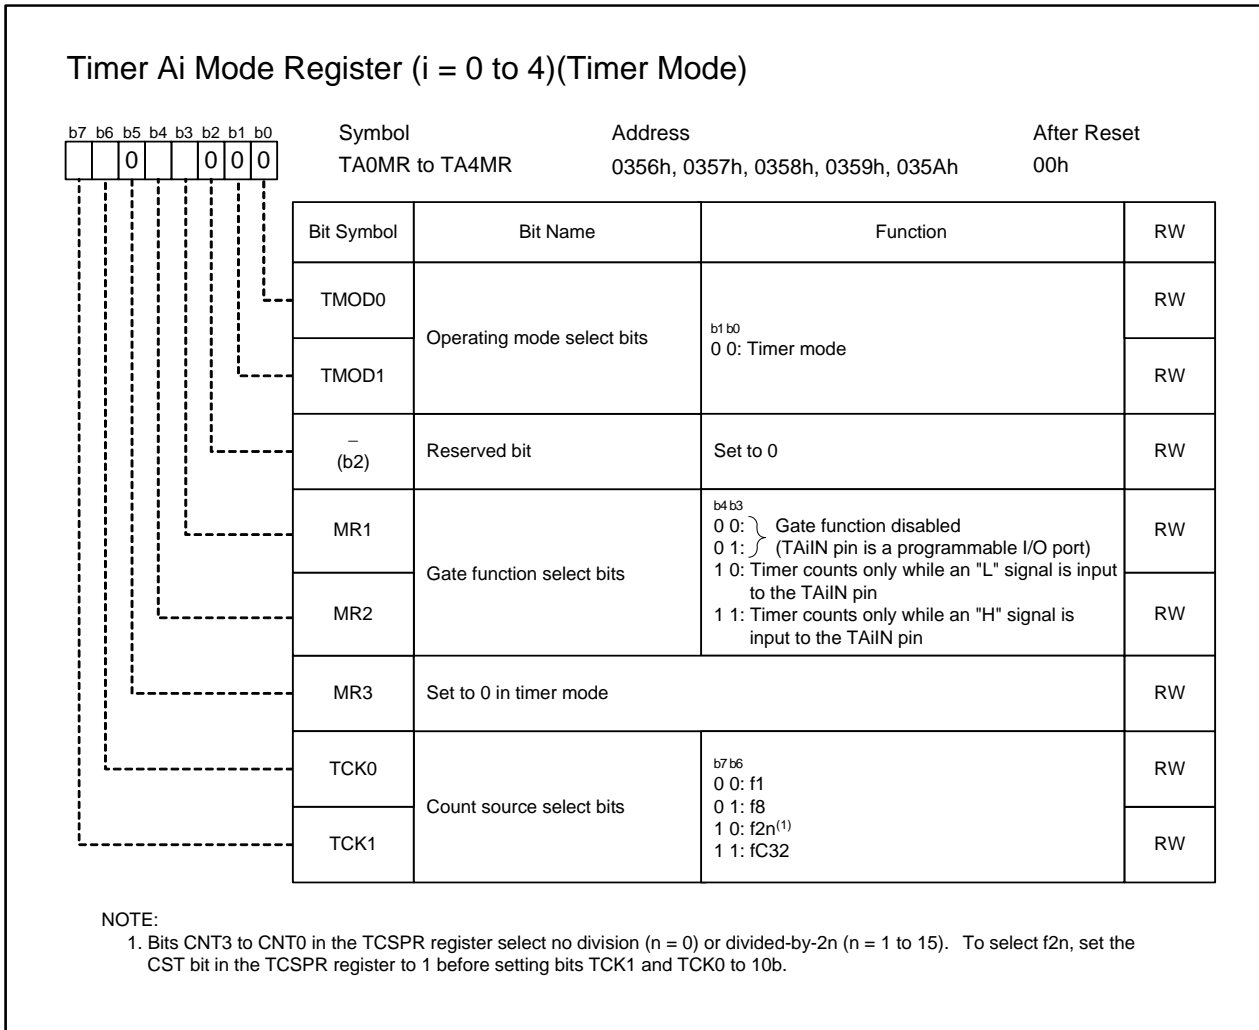 Timer Ai Mode Register (i = 0 to 4)(Timer Mode)
b7 b6 b5 b4 b3 b2 b1 b0
0 0 0 0
Symbol Address After Reset
TA0MR to TA4MR 0356h, 0357h, 0358h, 0359h, 035Ah 00h
Bit Symbol Bit Name Function RW
TMOD0 RW
Operating mode select bits
b1 b0
0 0: Timer mode
TMOD1 RW
–
(b2) Reserved bit Set to 0 RW
MR1 RW
Gate function select bits
b4 b3
0 0: Gate function disabled
0 1: (TAiIN pin is a programmable I/O port)
1 0: Timer counts only while an "L" signal is input
to the TAiIN pin
1 1: Timer counts only while an "H" signal is
input to the TAiIN pin
MR2 RW
MR3 Set to 0 in timer mode RW
TCK0 RW
Count source select bits
b7 b6
0 0: f1
0 1: f8
1 0: f2n(1)
1 1: fC32
TCK1 RW
NOTE:
1. Bits CNT3 to CNT0 in the TCSPR register select no division (n = 0) or divided-by-2n (n = 1 to 15). To select f2n, set the
CST bit in the TCSPR register to 1 before setting bits TCK1 and TCK0 to 10b.